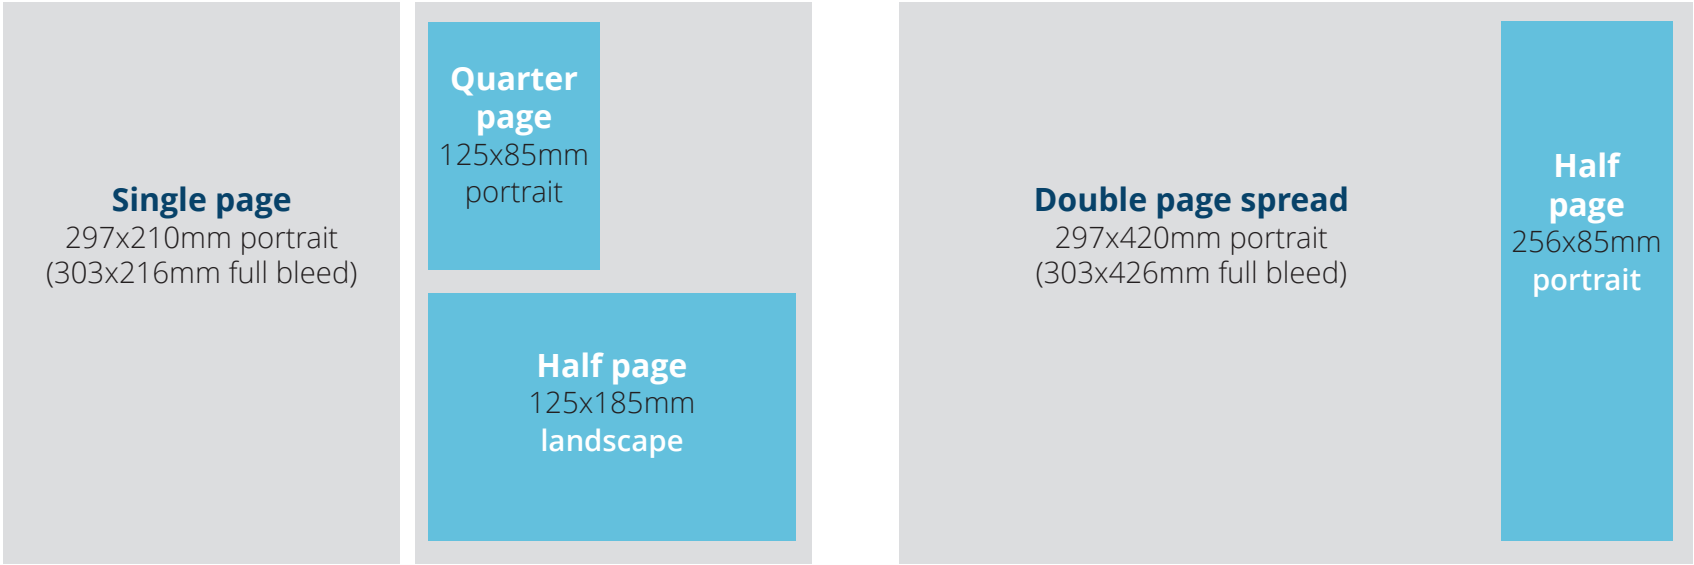 Single page
297x210mm portrait
(303x216mm full bleed)
Quarter
page
125x85mm
portrait
Half page
125x185mm
landscape
Double page spread
297x420mm portrait
(303x426mm full bleed)
Half
page
256x85mm
portrait